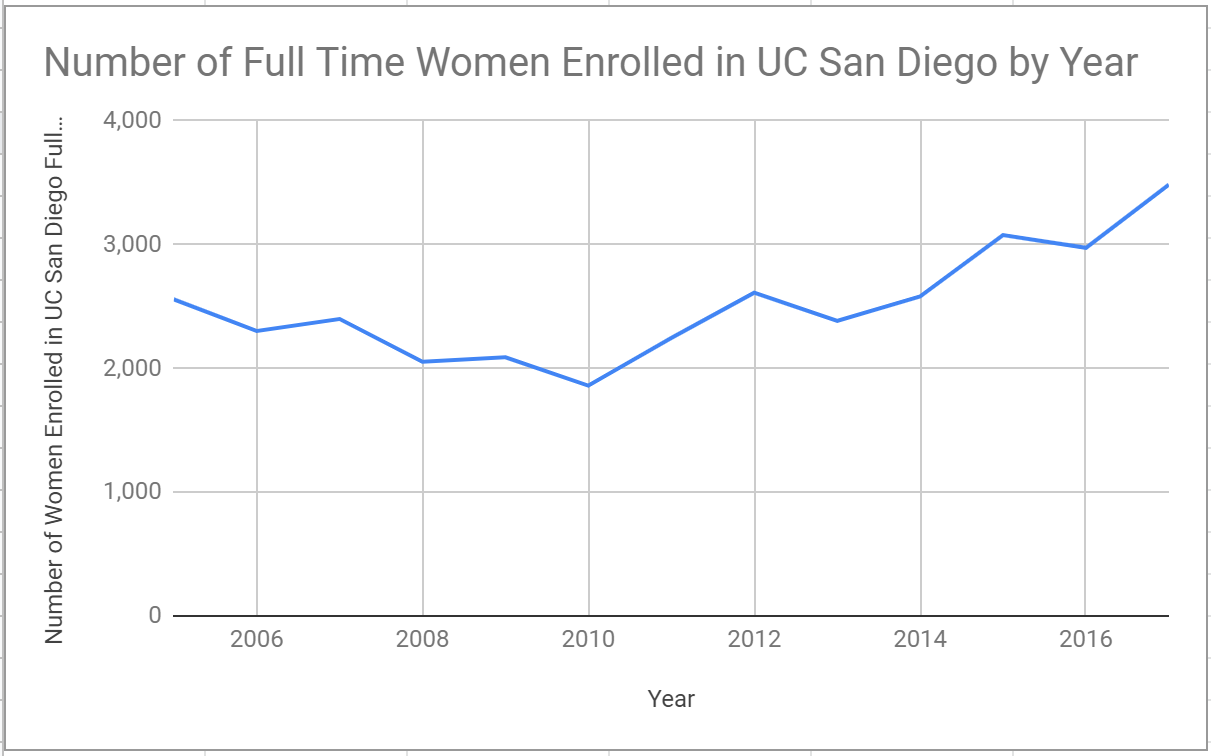 Number of Full Time Women Enrolled in UC San Diego by Year
Number of Women Enrolled in UC San Diego Full...
4,000
3,000
2,000
1,000
0
2006 2008 2010 2012 2014 2016
Year